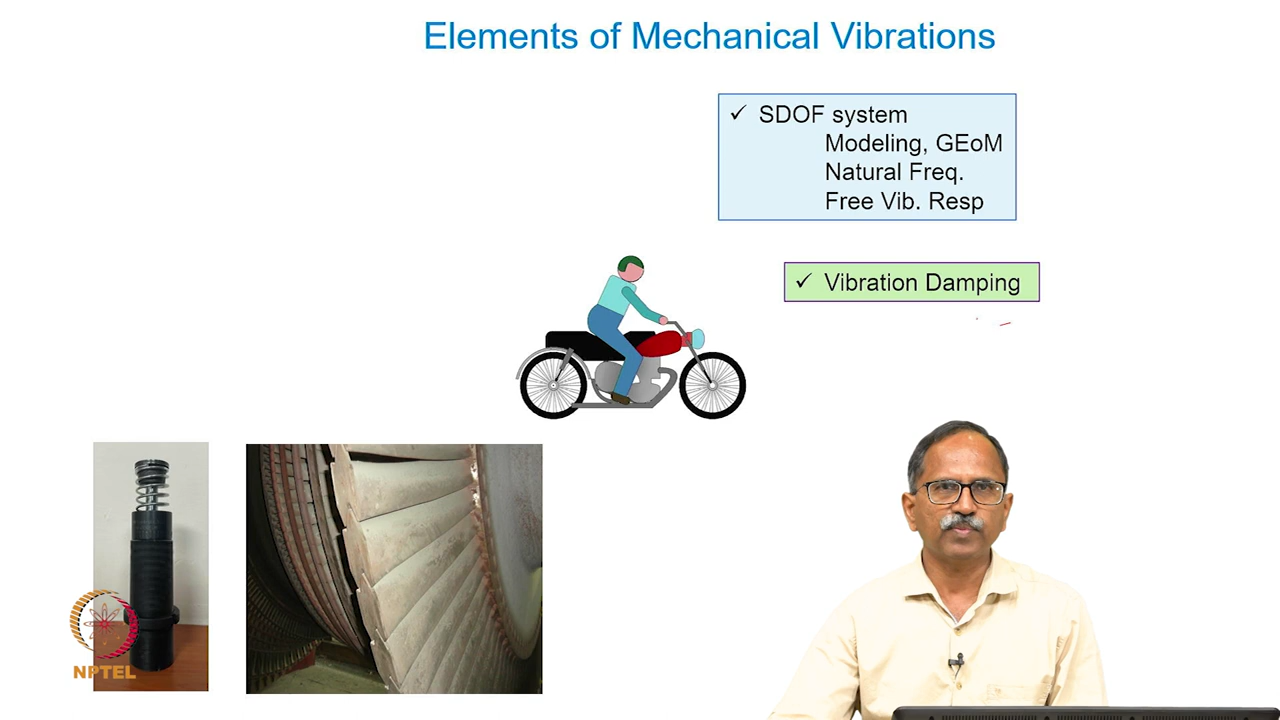 Elements of Mechanical Vibrations
✓ SDOF system
Modeling, GEoM
Natural Freq.
Free Vib. Resp
✓ Vibration Damping
NPTEL